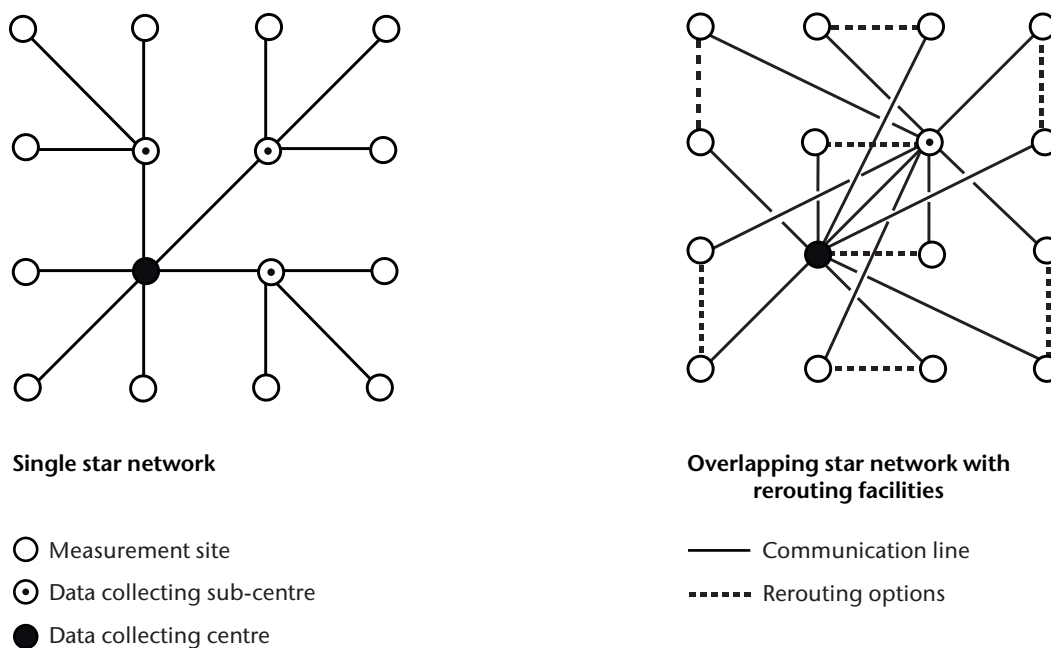 Single star network
Overlapping star network with
rerouting facilities
Measurement site
Data collecting sub-centre
Data collecting centre
Communication line
Rerouting options